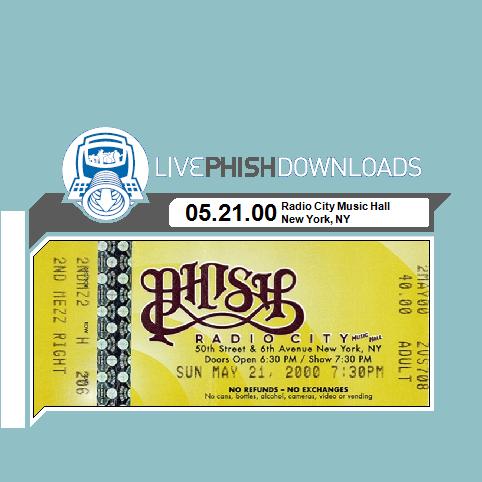 LIVEPHISHDOWNLOADS
05.21.00
Radio City Music Hall
New York, NY
2ND MEZZ RIGHT
2NDMZ2
ROW H
206
PHISH
RADIO CITY MUSIC HALL
50th Street & 6th Avenue New York, NY
Doors Open 6:30 PM / Show 7:30 PM
SUN MAY 21, 2000 7:30PM
NO REFUNDS – NO EXCHANGES
No cans, bottles, alcohol, cameras, video or vending
40.00 ADULT